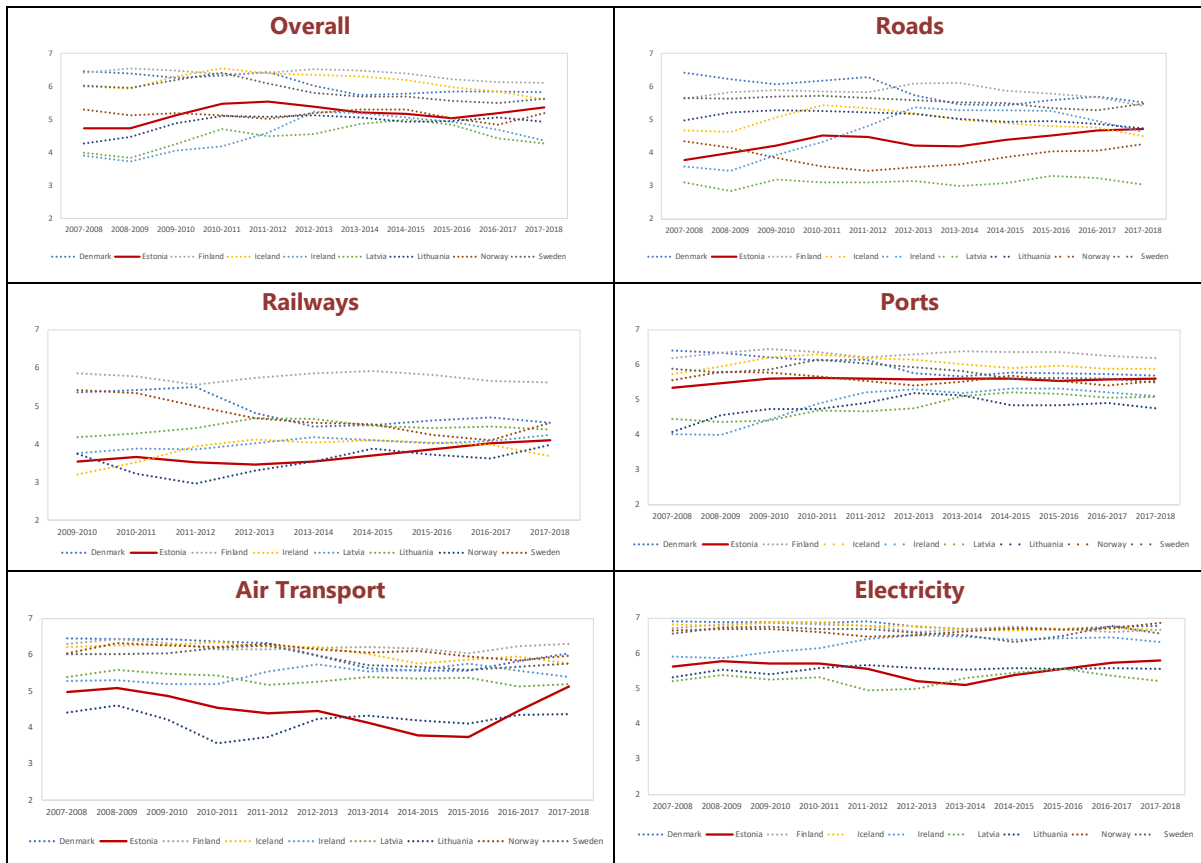 Overall
7
6
5
4
3
2
2007-2008 2008-2009 2009-2010 2010-2011 2011-2012 2012-2013 2013-2014 2014-2015 2015-2016 2016-2017 2017-2018
Denmark Estonia Finland Iceland Ireland Latvia Lithuania Norway Sweden
Roads
7
6
5
4
3
2
2007-2008 2008-2009 2009-2010 2010-2011 2011-2012 2012-2013 2013-2014 2014-2015 2015-2016 2016-2017 2017-2018
Denmark Estonia Finland Iceland Ireland Latvia Lithuania Norway Sweden
Railways
7
6
5
4
3
2
2009-2010 2010-2011 2011-2012 2012-2013 2013-2014 2014-2015 2015-2016 2016-2017 2017-2018
Denmark Estonia Finland Ireland Latvia Lithuania Norway Sweden
Ports
7
6
5
4
3
2
2007-2008 2008-2009 2009-2010 2010-2011 2011-2012 2012-2013 2013-2014 2014-2015 2015-2016 2016-2017 2017-2018
Denmark Estonia Finland Iceland Ireland Latvia Lithuania Norway Sweden
Air Transport
7
6
5
4
3
2
2007-2008 2008-2009 2009-2010 2010-2011 2011-2012 2012-2013 2013-2014 2014-2015 2015-2016 2016-2017 2017-2018
Denmark Estonia Finland Iceland Ireland Latvia Lithuania Norway Sweden
Electricity
7
6
5
4
3
2
2007-2008 2008-2009 2009-2010 2010-2011 2011-2012 2012-2013 2013-2014 2014-2015 2015-2016 2016-2017 2017-2018
Denmark Estonia Finland Iceland Ireland Latvia Lithuania Norway Sweden